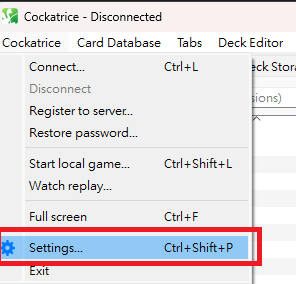 Cockatrice - Disconnected
Cockatrice Card Database Tabs Deck Editor
Connect... Ctrl+L
Disconnect
Register to server...
Restore password...
Start local game... Ctrl+Shift+L
Watch replay...
Full screen Ctrl+F
Settings... Ctrl+Shift+P
Exit
eck Stora
sions)